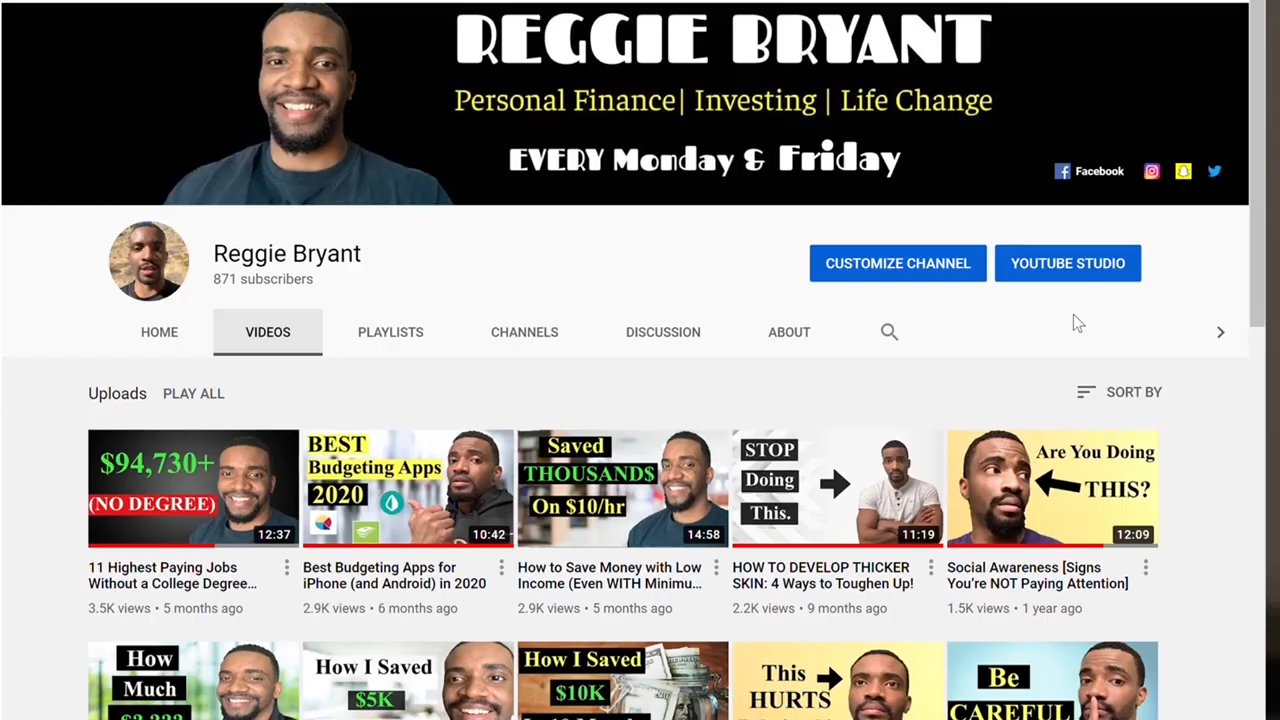 REGGIE BRYANT
Personal Finance| Investing | Life Change
EVERY Monday & Friday
Facebook
Reggie Bryant
871 subscribers
CUSTOMIZE CHANNEL
YOUTUBE STUDIO
HOME
VIDEOS
PLAYLISTS
CHANNELS
DISCUSSION
ABOUT
Uploads
PLAY ALL
SORT BY
$94,730+
(NO DEGREE)
12:37
BEST
Budgeting Apps
2020
10:42
Saved
THOUSAND$
On $10/hr
14:58
STOP
Doing
This.
11:19
Are You Doing
THIS?
12:09
11 Highest Paying Jobs
Without a College Degree...
3.5K views • 5 months ago
Best Budgeting Apps for
iPhone (and Android) in 2020
2.9K views • 6 months ago
How to Save Money with Low
Income (Even WITH Minimu...
2.9K views • 5 months ago
HOW TO DEVELOP THICKER
SKIN: 4 Ways to Toughen Up!
2.2K views • 9 months ago
Social Awareness [Signs
You're NOT Paying Attention]
1.5K views • 1 year ago
How
Much
How I Saved
$5K
How I Saved
$10K
This
HURTS
Be
CAREFUL